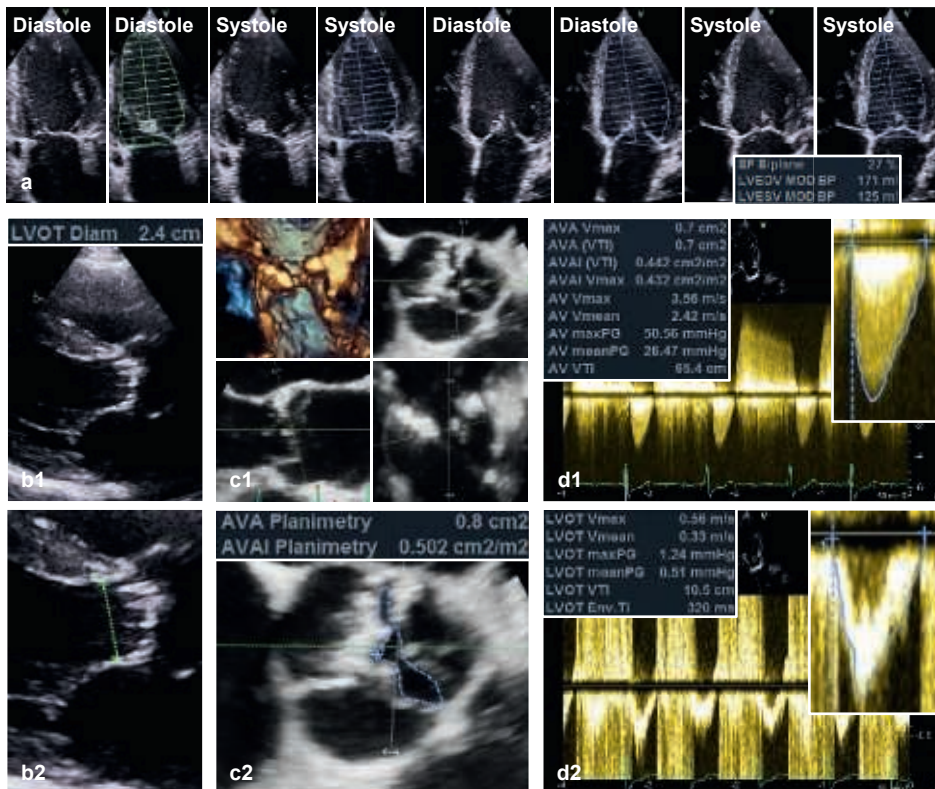 Diastole Diastole Systole Systole Diastole Diastole Systole Systole
a
EF Biplane 27 %
LVEDV MOD BP 171 ml
LVESV MOD BP 125 ml
LVOT Diam 2.4 cm
b1
c1
AVA Vmax 0.7 cm2
AVA (VTI) 0.7 cm2
AVAI (VTI) 0.442 cm2/m2
AVAI Vmax 0.432 cm2/m2
AV Vmax 3.56 m/s
AV Vmean 2.42 m/s
AV maxPG 50.56 mmHg
AV meanPG 26.47 mmHg
AV VTI 65.4 cm
d1
b2
AVA Planimetry 0.8 cm2
AVAI Planimetry 0.502 cm2/m2
c2
LVOT Vmax 0.56 m/s
LVOT Vmean 0.33 m/s
LVOT maxPG 1.24 mmHg
LVOT meanPG 0.51 mmHg
LVOT VTI 10.5 cm
LVOT Env.Ti 320 ms
d2